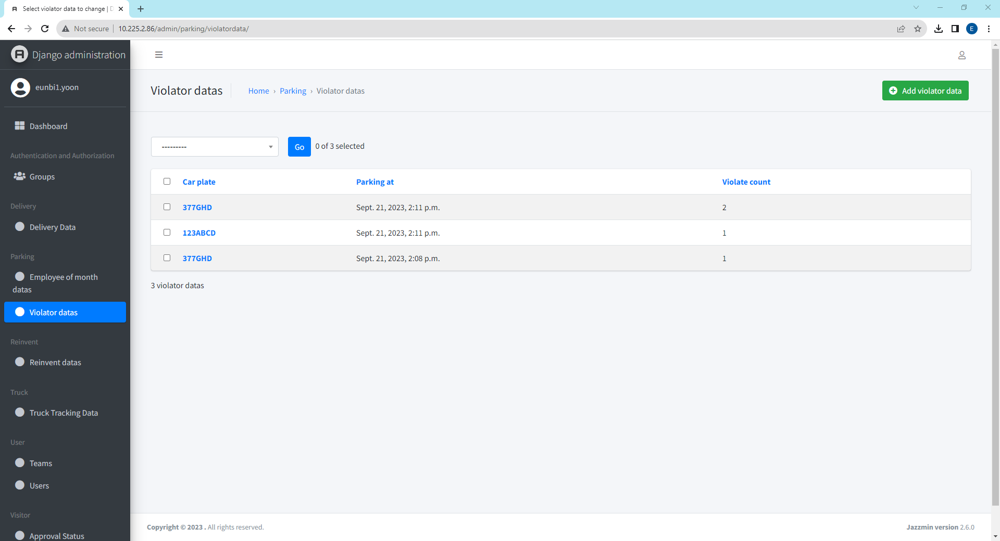 Select violator data to change | D
Not secure
10.225.2.86/admin/parking/violatordata/
E
Django administration
eunbi1.yoon
Dashboard
Authentication and Authorization
Groups
Delivery
Delivery Data
Parking
Employee of month
datas
Violator datas
Reinvent
Reinvent datas
Truck
Truck Tracking Data
User
Teams
Users
Visitor
Approval Status
Violator datas
Home › Parking › Violator datas
Add violator data
---------
Go
0 of 3 selected
Car plate Parking at Violate count
377GHD Sept. 21, 2023, 2:11 p.m. 2
123ABCD Sept. 21, 2023, 2:11 p.m. 1
377GHD Sept. 21, 2023, 2:08 p.m. 1
3 violator datas
Copyright © 2023 . All rights reserved.
Jazzmin version 2.6.0